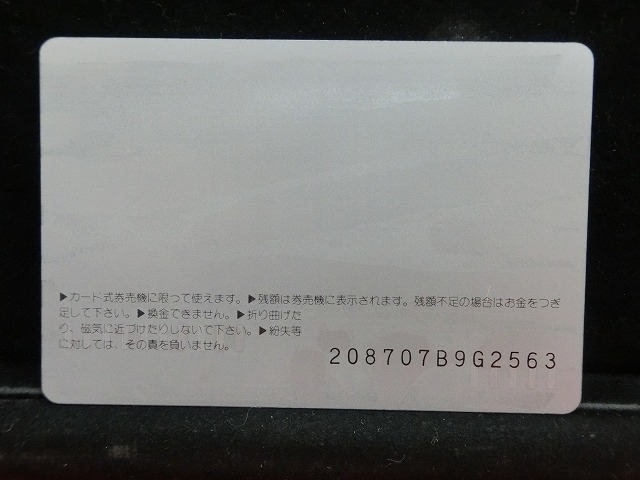 ▶カード式券売機に限って使えます。▶残額は券売機に表示されます。残額不足の場合はお金をつぎ
足して下さい。▶換金できません。▶折り曲げた
り、磁気に近づけたりしないで下さい。▶紛失等
に対しては、その責を負いません。
208707B9G2563